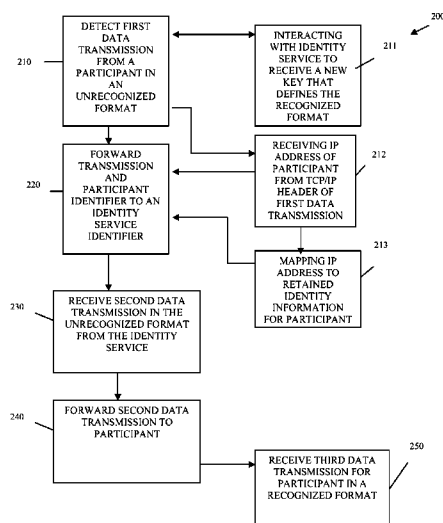 200
DETECT FIRST
DATA
TRANSMISSION
FROM A
PARTICIPANT IN
AN
UNRECOGNIZED
FORMAT
210
INTERACTING
WITH IDENTITY
SERVICE TO
RECEIVE A NEW
KEY THAT
DEFINES THE
RECOGNIZED
FORMAT
211
FORWARD
TRANSMISSION
AND
PARTICIPANT
IDENTIFIER TO AN
IDENTITY
SERVICE
IDENTIFIER
220
RECEIVING IP
ADDRESS OF
PARTICIPANT
FROM TCP/IP
HEADER OF
FIRST DATA
TRANSMISSION
212
MAPPING IP
ADDRESS TO
RETAINED
IDENTITY
INFORMATION
FOR PARTICIPANT
213
RECEIVE SECOND DATA
TRANSMISSION IN THE
UNRECOGNIZED FORMAT
FROM THE IDENTITY
SERVICE
230
FORWARD SECOND DATA
TRANSMISSION TO
PARTICIPANT
240
RECEIVE THIRD DATA
TRANSMISSION FOR
PARTICIPANT IN A
RECOGNIZED FORMAT
250